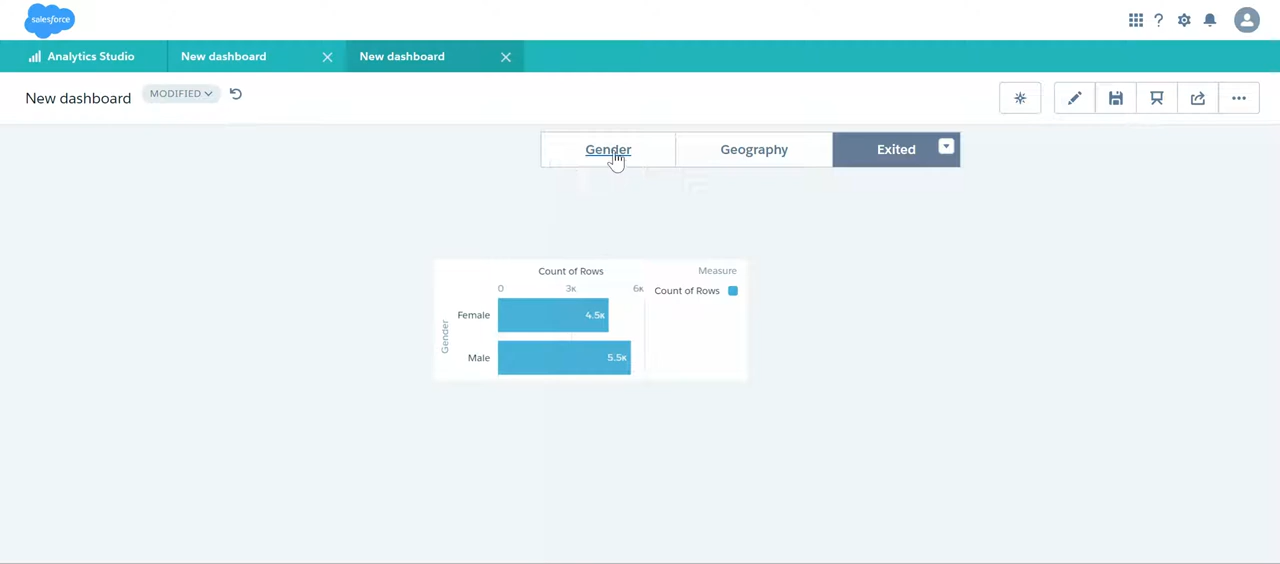 salesforce
?
Analytics Studio New dashboard New dashboard
New dashboard MODIFIED
Gender Geography Exited
Count of Rows Measure
0 3K 6K Count of Rows
Gender
Female 4.5K
Male 5.5K